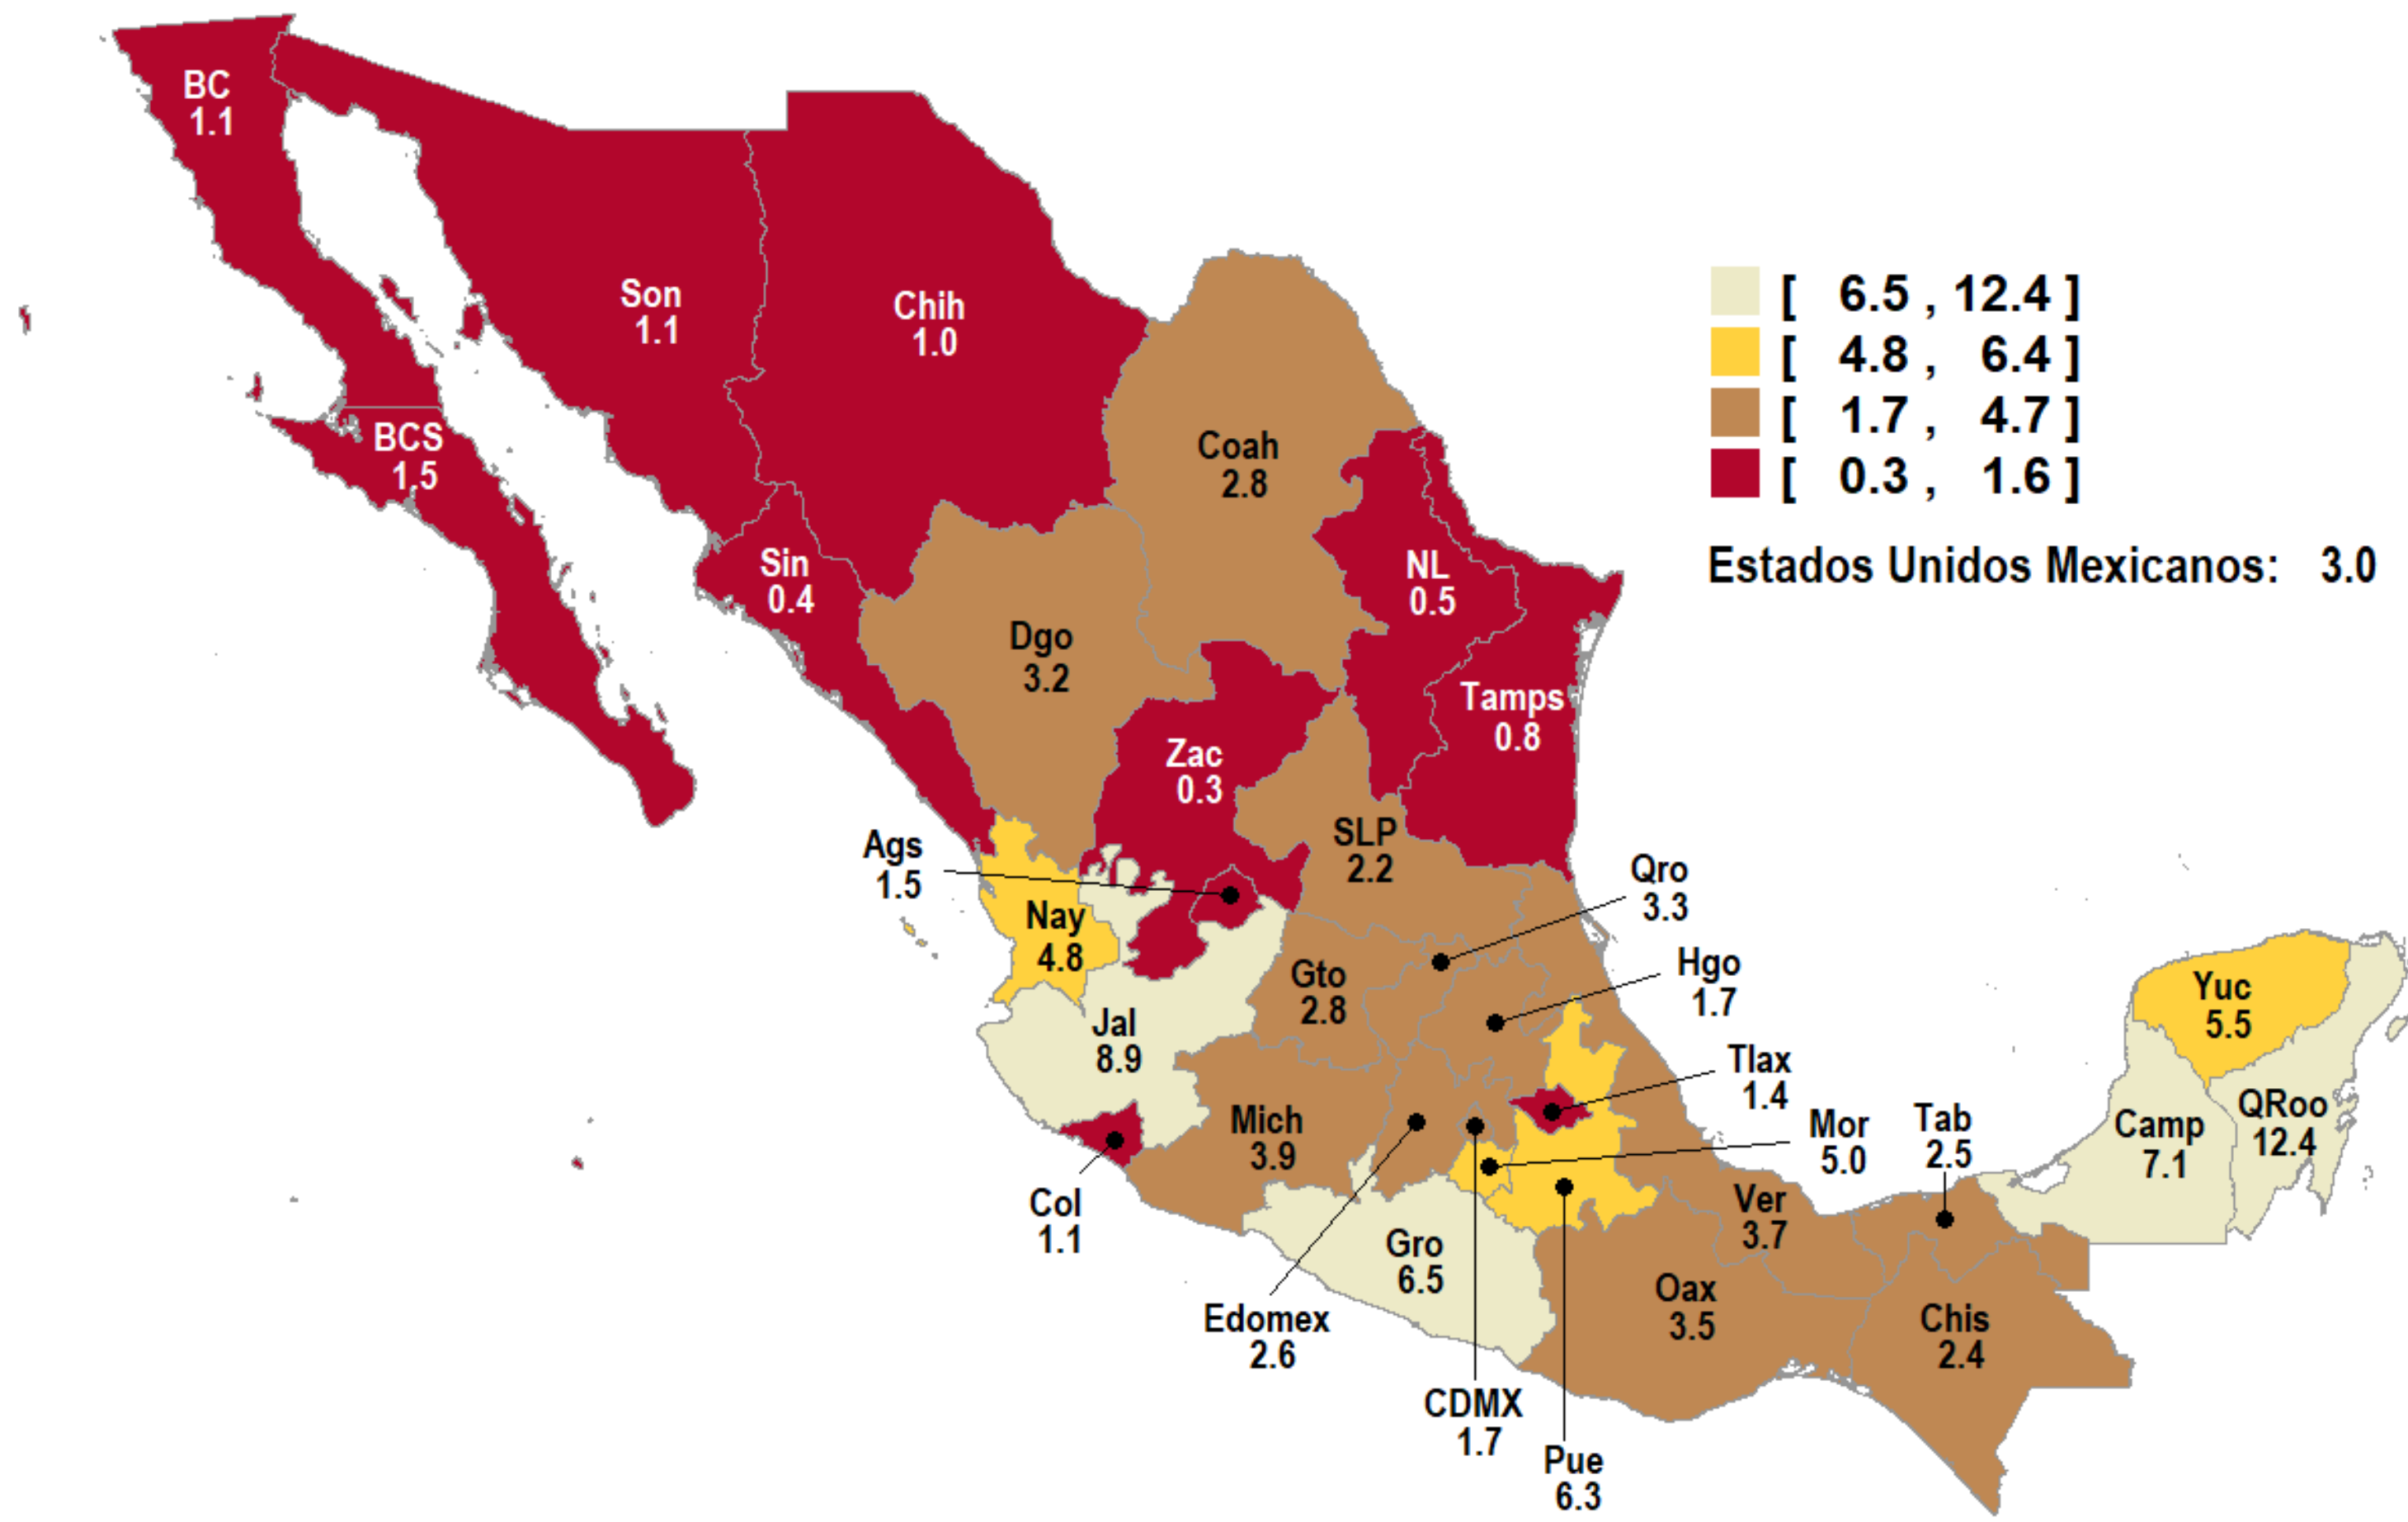 BC
1.1
Son
1.1
Chih
1.0
BCS
1.5
Coah
2.8
Sin
0.4
NL
0.5
Dgo
3.2
Tamps
0.8
Zac
0.3
SLP
2.2
Ags
1.5
Nay
4.8
Qro
3.3
Gto
2.8
Hgo
1.7
Jal
8.9
Tlax
1.4
Mich
3.9
Mor
5.0
Tab
2.5
Yuc
5.5
Camp
7.1
QRoo
12.4
Col
1.1
Ver
3.7
Gro
6.5
Oax
3.5
Chis
2.4
Edomex
2.6
CDMX
1.7
Pue
6.3
[ 6.5 , 12.4 ]
[ 4.8 , 6.4 ]
[ 1.7 , 4.7 ]
[ 0.3 , 1.6 ]
Estados Unidos Mexicanos: 3.0